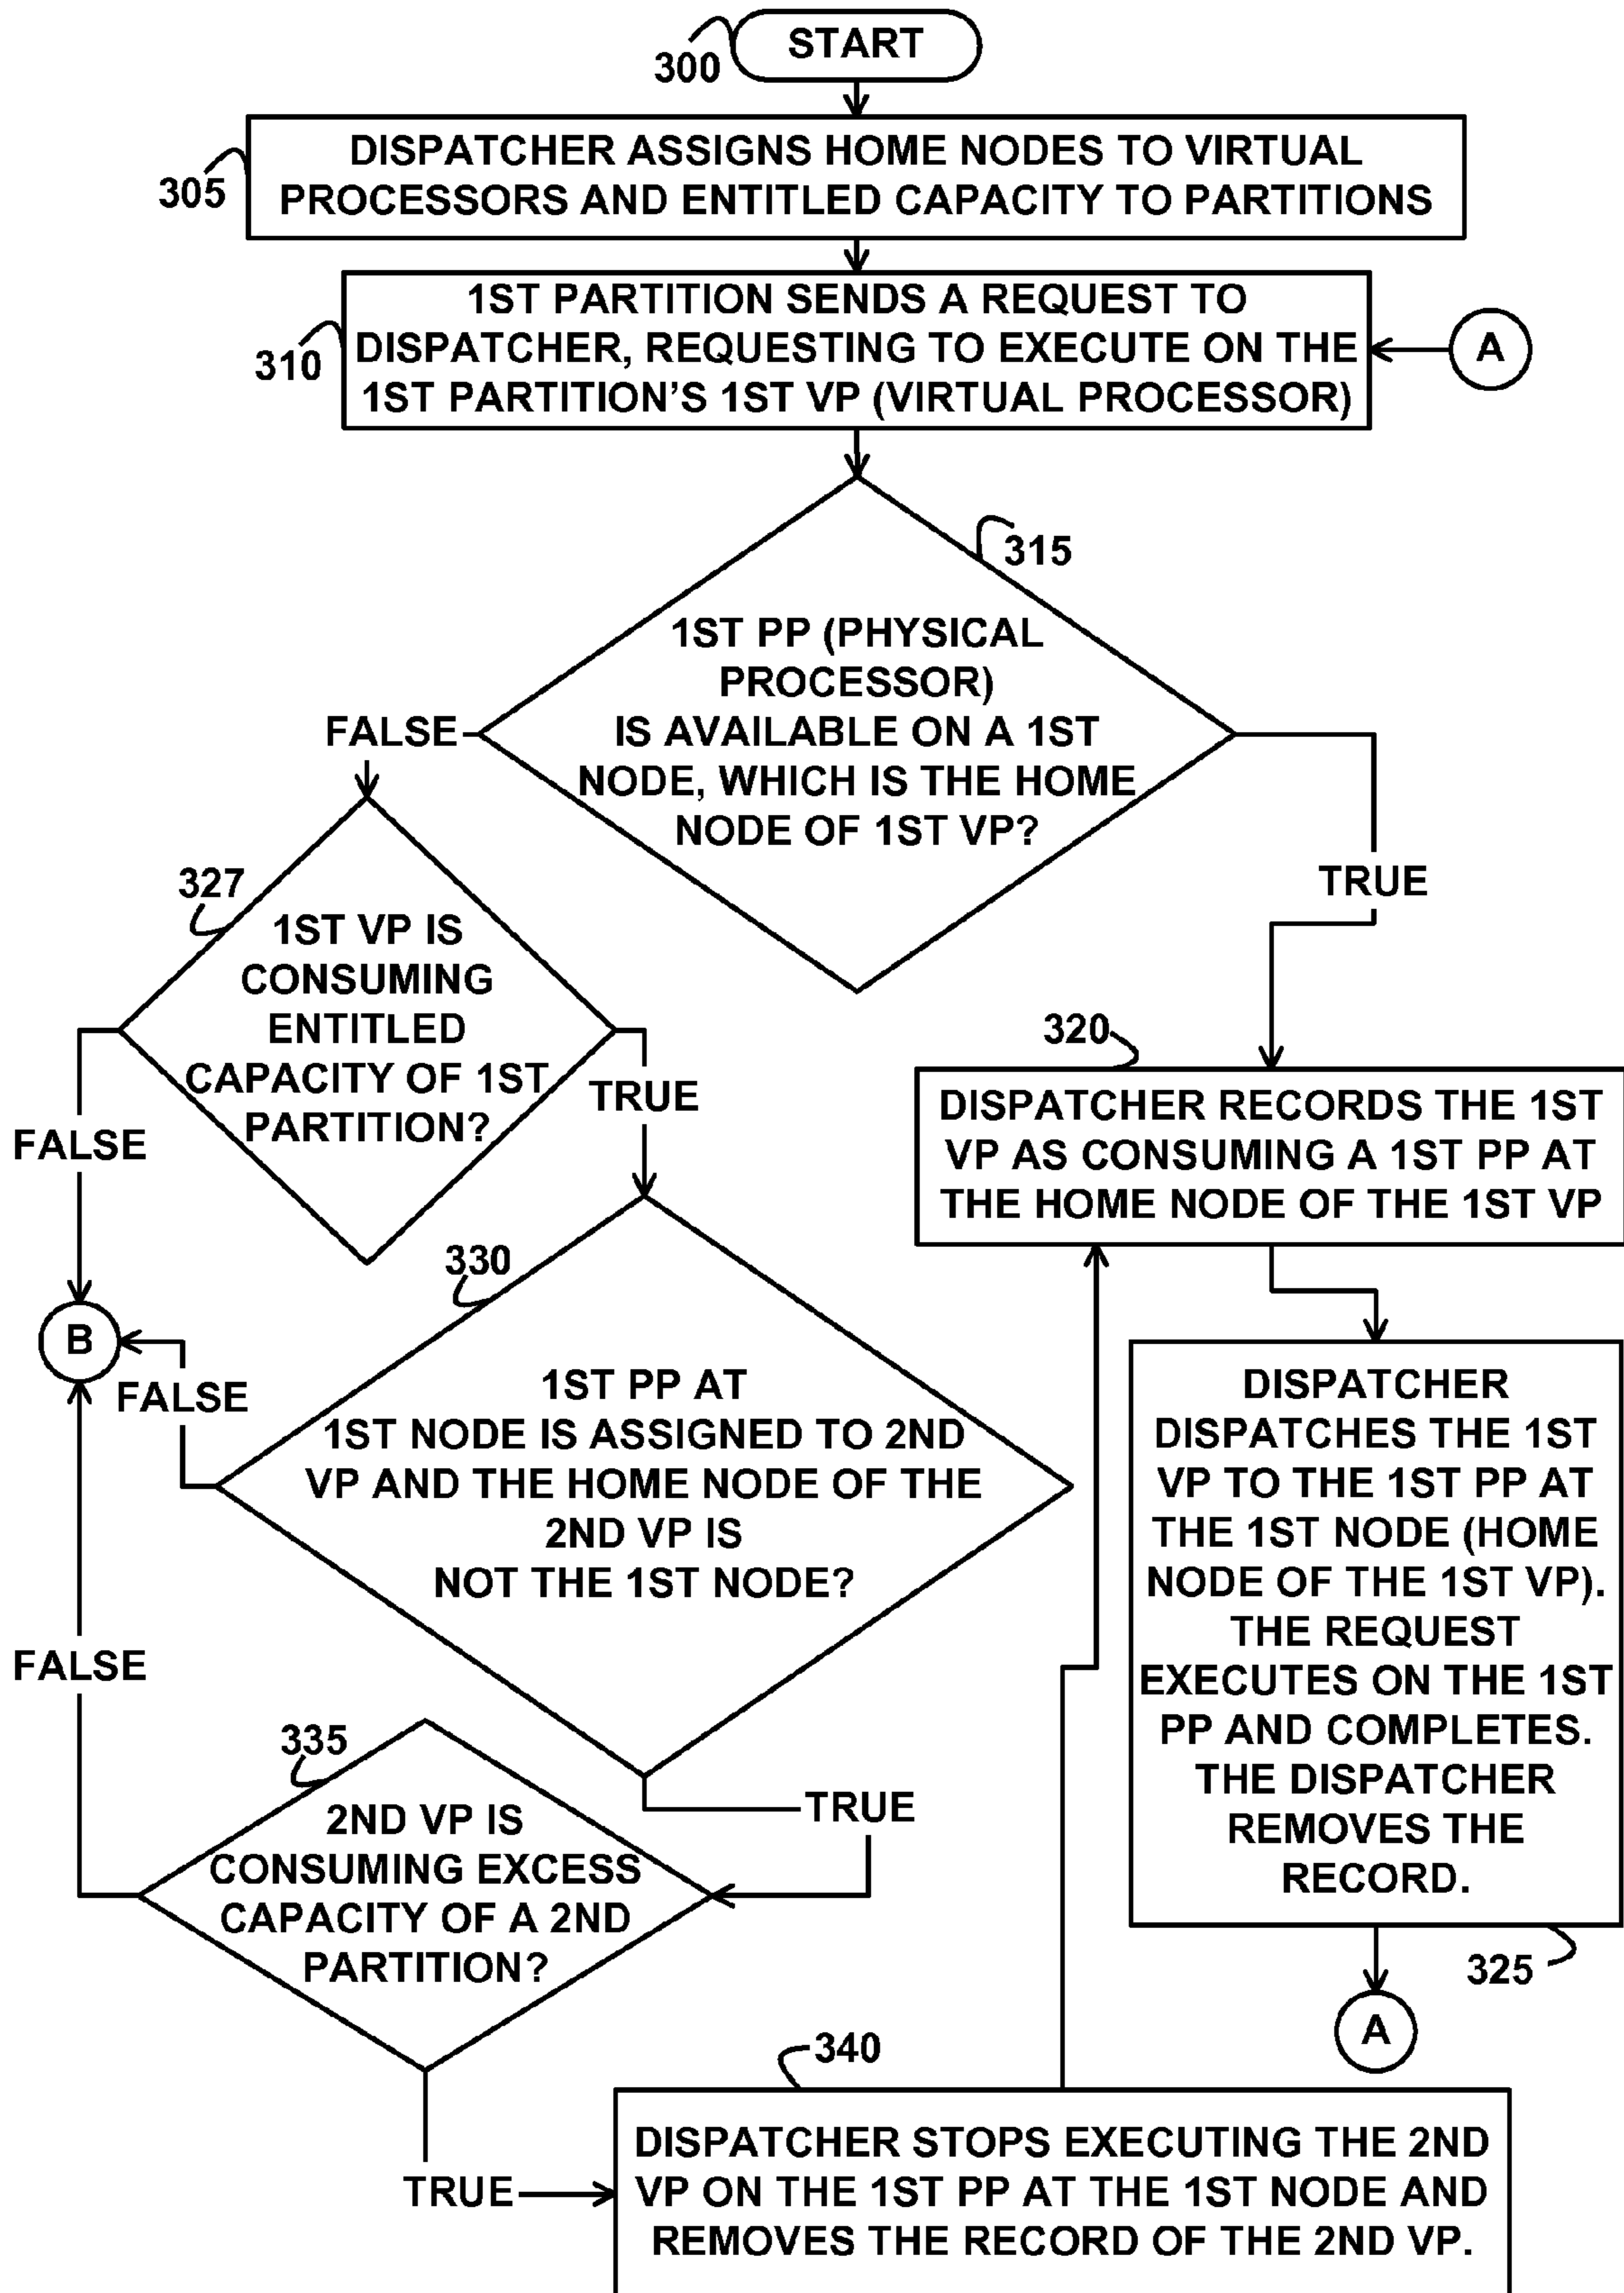 START
300
DISPATCHER ASSIGNS HOME NODES TO VIRTUAL
PROCESSORS AND ENTITLED CAPACITY TO PARTITIONS
305
1ST PARTITION SENDS A REQUEST TO
DISPATCHER, REQUESTING TO EXECUTE ON THE
1ST PARTITION'S 1ST VP (VIRTUAL PROCESSOR)
310
A
315
1ST PP (PHYSICAL
PROCESSOR)
IS AVAILABLE ON A 1ST
NODE, WHICH IS THE HOME
NODE OF 1ST VP?
FALSE
TRUE
327
1ST VP IS
CONSUMING
ENTITLED
CAPACITY OF 1ST
PARTITION?
FALSE
TRUE
320
DISPATCHER RECORDS THE 1ST
VP AS CONSUMING A 1ST PP AT
THE HOME NODE OF THE 1ST VP
330
B
FALSE
1ST PP AT
1ST NODE IS ASSIGNED TO 2ND
VP AND THE HOME NODE OF THE
2ND VP IS
NOT THE 1ST NODE?
DISPATCHER
DISPATCHES THE 1ST
VP TO THE 1ST PP AT
THE 1ST NODE (HOME
NODE OF THE 1ST VP).
THE REQUEST
EXECUTES ON THE 1ST
PP AND COMPLETES.
THE DISPATCHER
REMOVES THE
RECORD.
325
A
FALSE
TRUE
335
2ND VP IS
CONSUMING EXCESS
CAPACITY OF A 2ND
PARTITION?
TRUE
340
DISPATCHER STOPS EXECUTING THE 2ND
VP ON THE 1ST PP AT THE 1ST NODE AND
REMOVES THE RECORD OF THE 2ND VP.